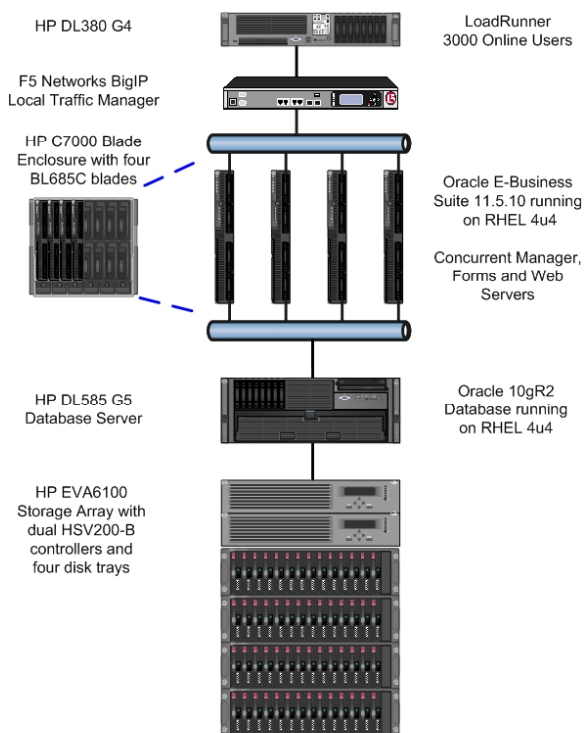 HP DL380 G4
LoadRunner
3000 Online Users
F5 Networks BigIP
Local Traffic Manager
HP C7000 Blade
Enclosure with four
BL685C blades
Oracle E-Business
Suite 11.5.10 running
on RHEL 4u4
Concurrent Manager,
Forms and Web
Servers
HP DL585 G5
Database Server
Oracle 10gR2
Database running
on RHEL 4u4
HP EVA6100
Storage Array with
dual HSV200-B
controllers and
four disk trays